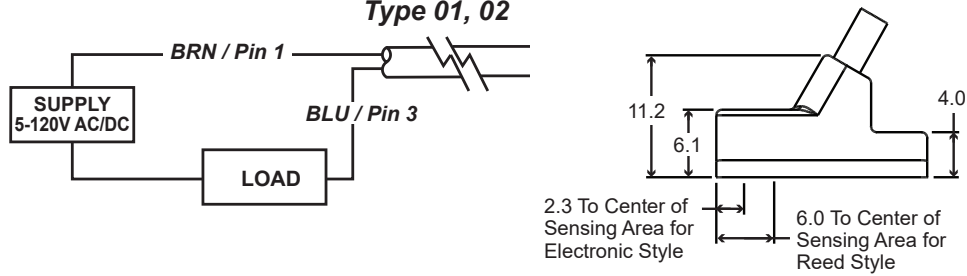 Type 01, 02
BRN / Pin 1
SUPPLY
5-120V AC/DC
BLU / Pin 3
LOAD
11.2
6.1
4.0
2.3 To Center of
Sensing Area for
Electronic Style
6.0 To Center of
Sensing Area for
Reed Style